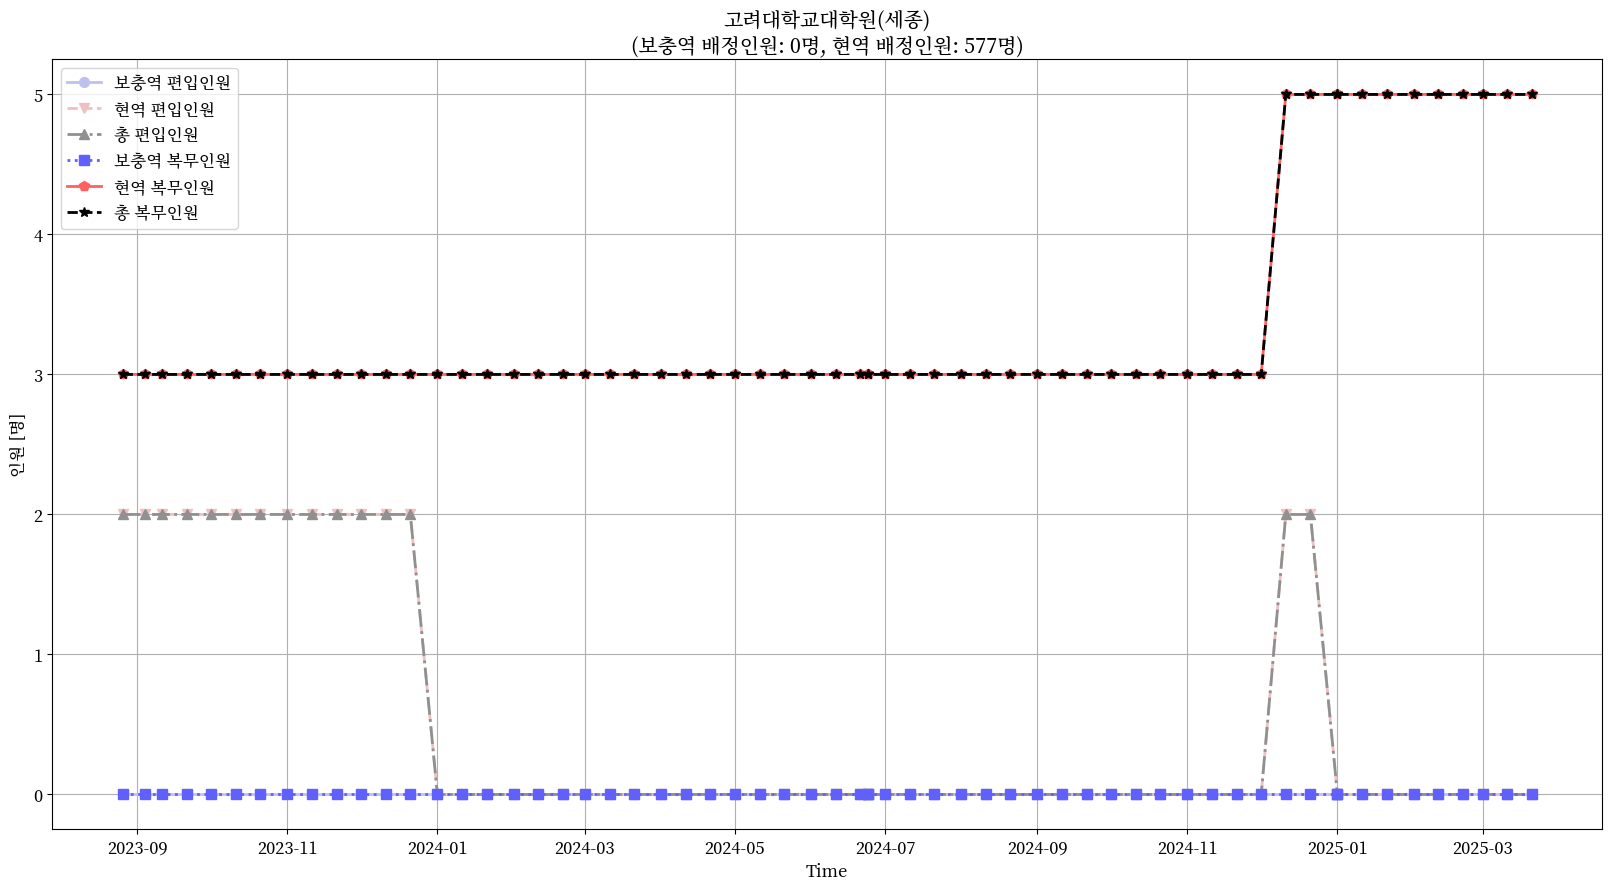 고려대학교대학원(세종)
(보충역 배정인원: 0명, 현역 배정인원: 577명)
보충역 편입인원
현역 편입인원
총 편입인원
보충역 복무인원
현역 복무인원
총 복무인원
5
4
3
2
1
0
인원 [명]
2023-09
2023-11
2024-01
2024-03
2024-05
2024-07
2024-09
2024-11
2025-01
2025-03
Time